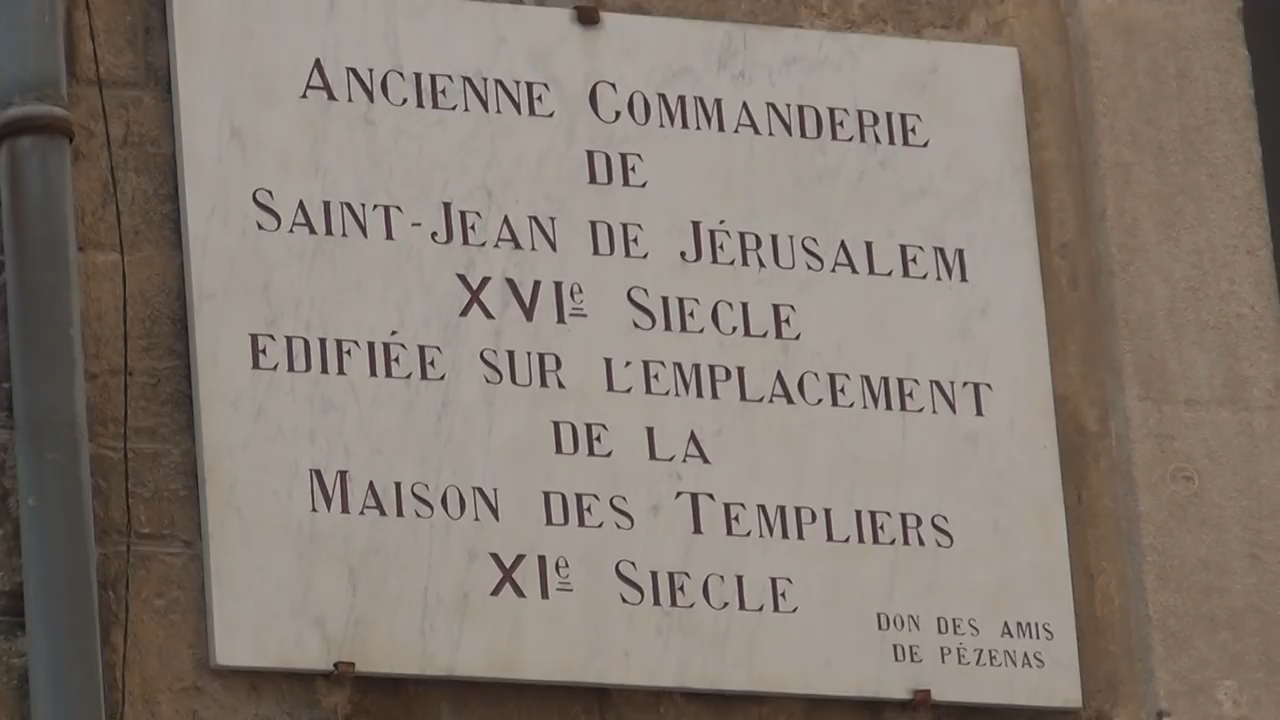 ANCIENNE COMMANDERIE
DE
SAINT-JEAN DE JÉRUSALEM
XVIe SIECLE
EDIFIÉE SUR L'EMPLACEMENT
DE LA
MAISON DES TEMPLIERS
XIe SIECLE
DON DES AMIS
DE PÉZENAS